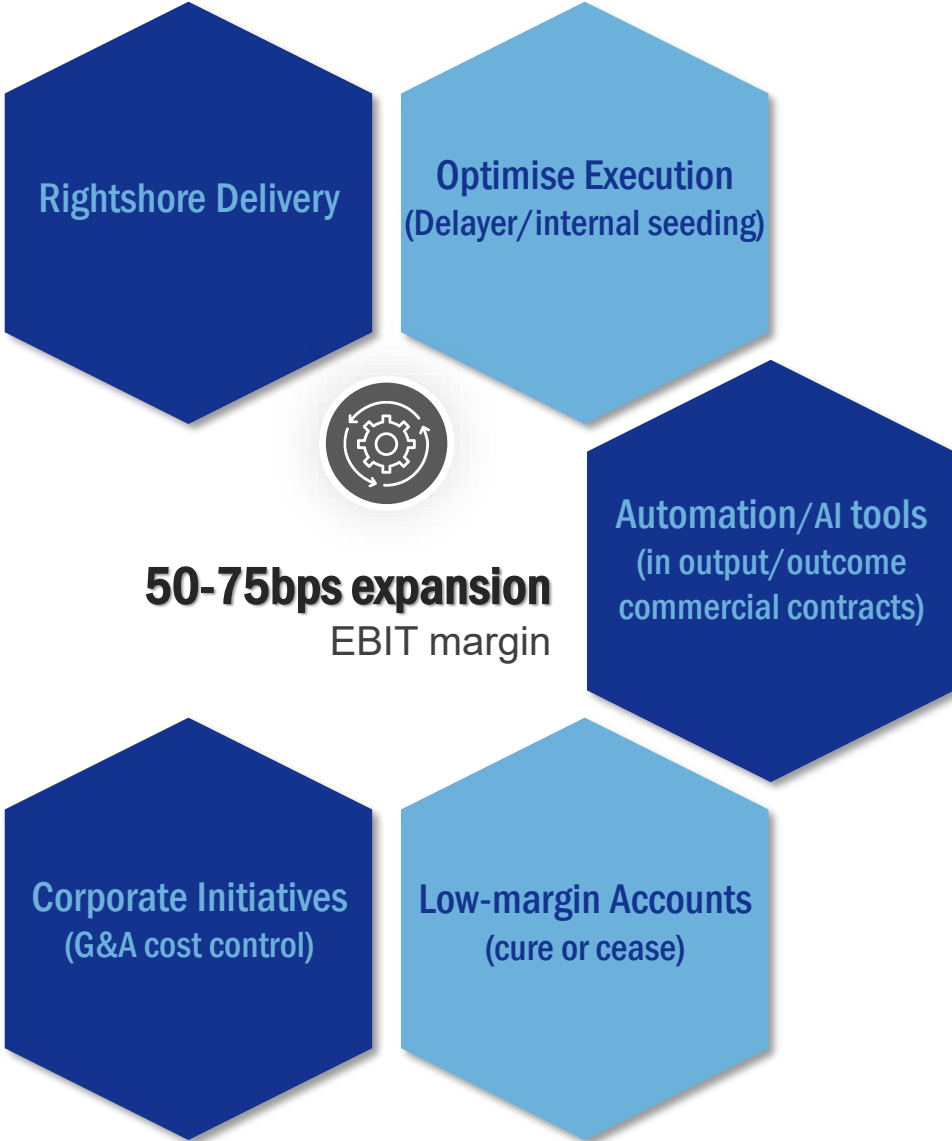 Rightshore Delivery
Optimise Execution
(Delayer/internal seeding)
Automation/AI tools
(in output/outcome
commercial contracts)
50-75bps expansion
EBIT margin
Corporate Initiatives
(G&A cost control)
Low-margin Accounts
(cure or cease)